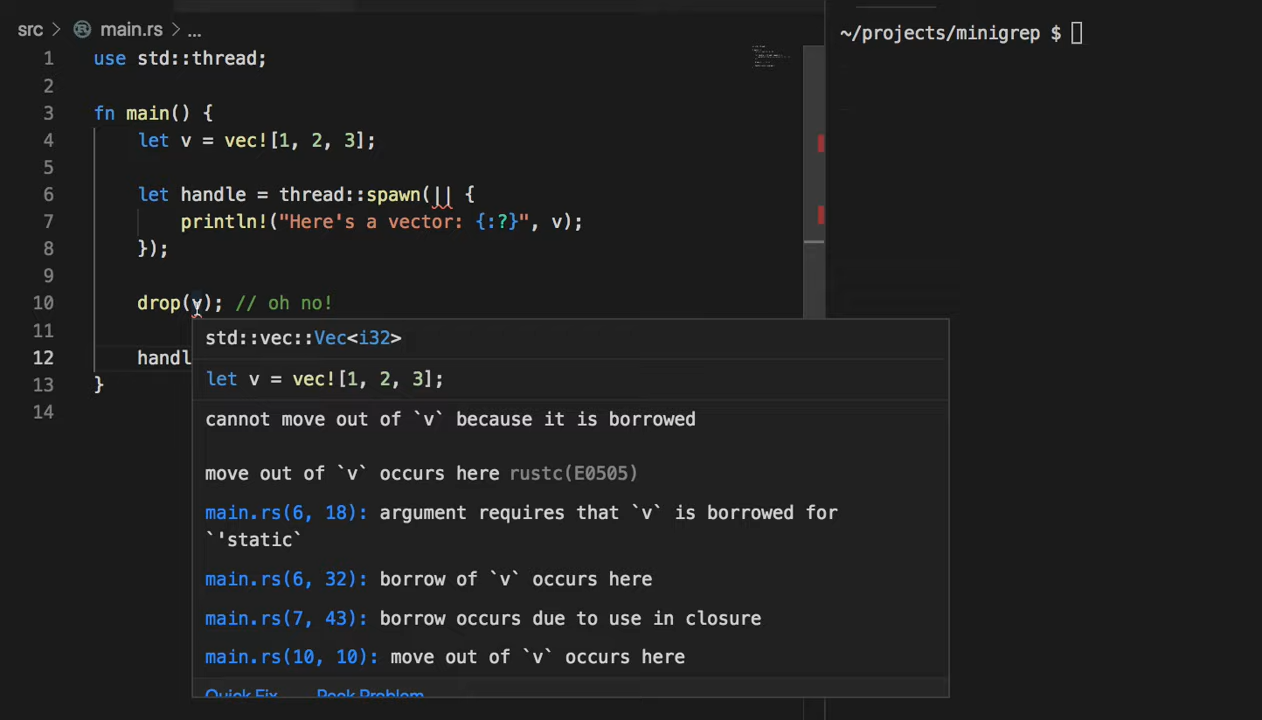 src > main.rs > ...
1 use std::thread;
2
3 fn main() {
4 let v = vec![1, 2, 3];
5
6 let handle = thread::spawn(|| {
7 println!("Here's a vector: {:?}", v);
8 });
9
10 drop(v); // oh no!
11
12 handl
13 }
14
std::vec::Vec<i32>
let v = vec![1, 2, 3];
cannot move out of `v` because it is borrowed
move out of `v` occurs here rustc(E0505)
main.rs(6, 18): argument requires that `v` is borrowed for
`'static`
main.rs(6, 32): borrow of `v` occurs here
main.rs(7, 43): borrow occurs due to use in closure
main.rs(10, 10): move out of `v` occurs here
Quick Fix Peek Problem
~/projects/minigrep $